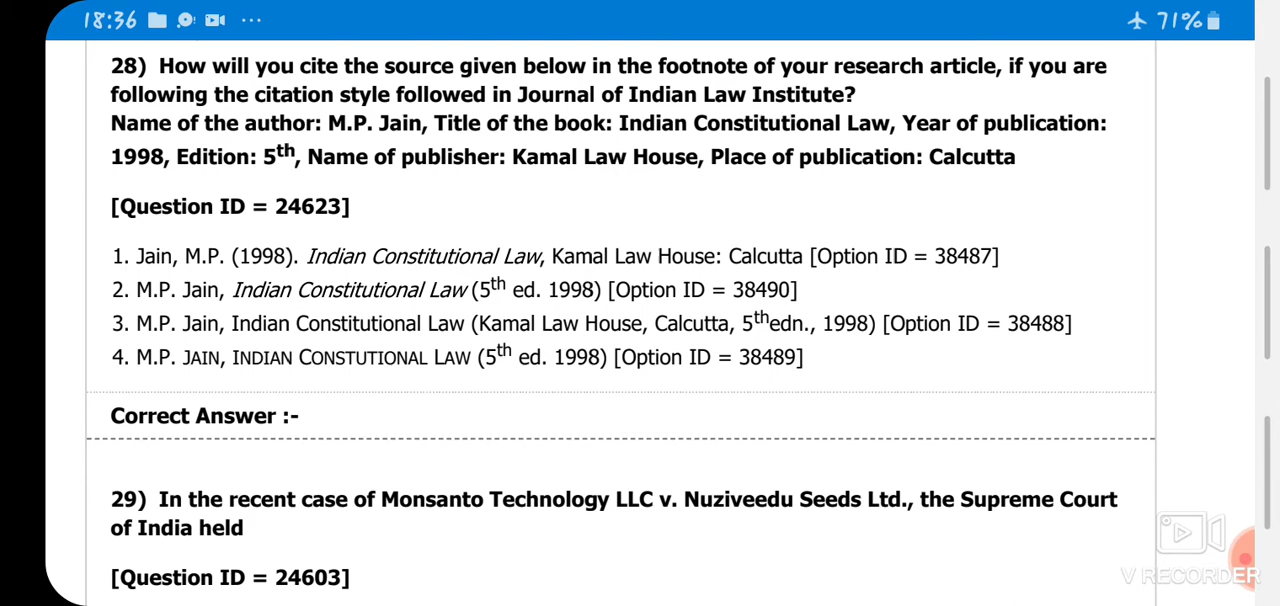 18:36 ... 71%
28) How will you cite the source given below in the footnote of your research article, if you are
following the citation style followed in Journal of Indian Law Institute?
Name of the author: M.P. Jain, Title of the book: Indian Constitutional Law, Year of publication:
1998, Edition: 5th, Name of publisher: Kamal Law House, Place of publication: Calcutta
[Question ID = 24623]
1. Jain, M.P. (1998). Indian Constitutional Law, Kamal Law House: Calcutta [Option ID = 38487]
2. M.P. Jain, Indian Constitutional Law (5th ed. 1998) [Option ID = 38490]
3. M.P. Jain, Indian Constitutional Law (Kamal Law House, Calcutta, 5thedn., 1998) [Option ID = 38488]
4. M.P. JAIN, INDIAN CONSTUTIONAL LAW (5th ed. 1998) [Option ID = 38489]
Correct Answer :-
29) In the recent case of Monsanto Technology LLC v. Nuziveedu Seeds Ltd., the Supreme Court
of India held
[Question ID = 24603]
V RECORDER